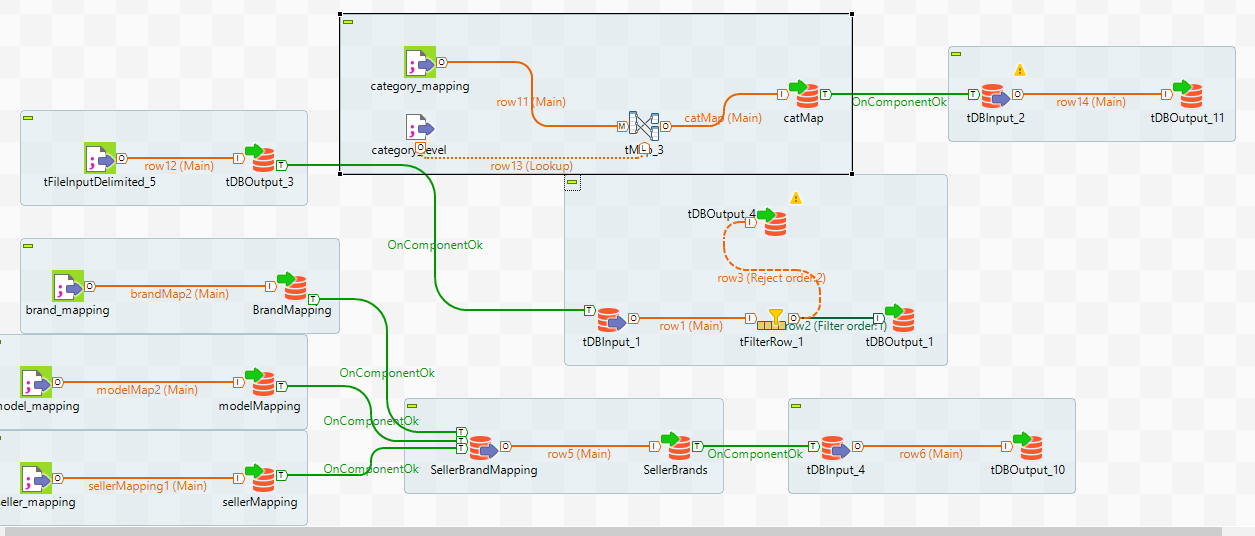 category_mapping
row11 (Main)
category_level
row13 (Lookup)
catMap (Main)
catMap
OnComponentOk
tDBInput_2
row14 (Main)
tDBOutput_11
tFileInputDelimited_5
row12 (Main)
tDBOutput_3
OnComponentOk
tDBOutput_4
row3 (Reject order:2)
tDBInput_1
row1 (Main)
tFilterRow_1
row2 (Filter order:1)
tDBOutput_1
brand_mapping
brandMap2 (Main)
BrandMapping
OnComponentOk
model_mapping
modelMap2 (Main)
modelMapping
OnComponentOk
seller_mapping
sellerMapping1 (Main)
sellerMapping
OnComponentOk
SellerBrandMapping
row5 (Main)
SellerBrands
OnComponentOk
tDBInput_4
row6 (Main)
tDBOutput_10